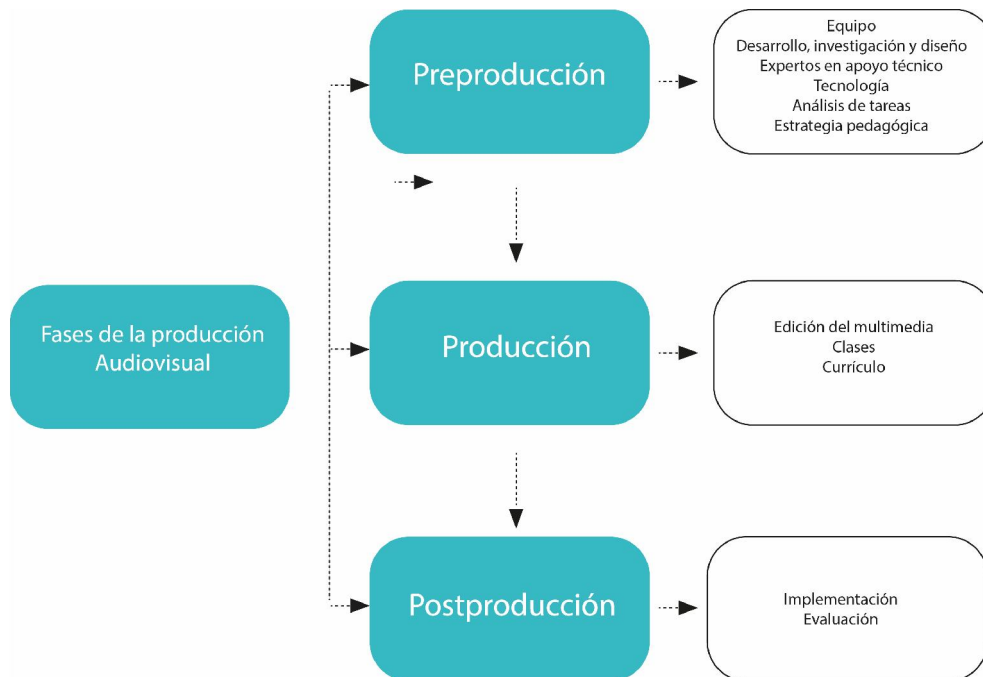 Fases de la producción
Audiovisual
Preproducción
Equipo
Desarrollo, investigación y diseño
Expertos en apoyo técnico
Tecnología
Análisis de tareas
Estrategia pedagógica
Producción
Edición del multimedia
Clases
Currículo
Postproducción
Implementación
Evaluación